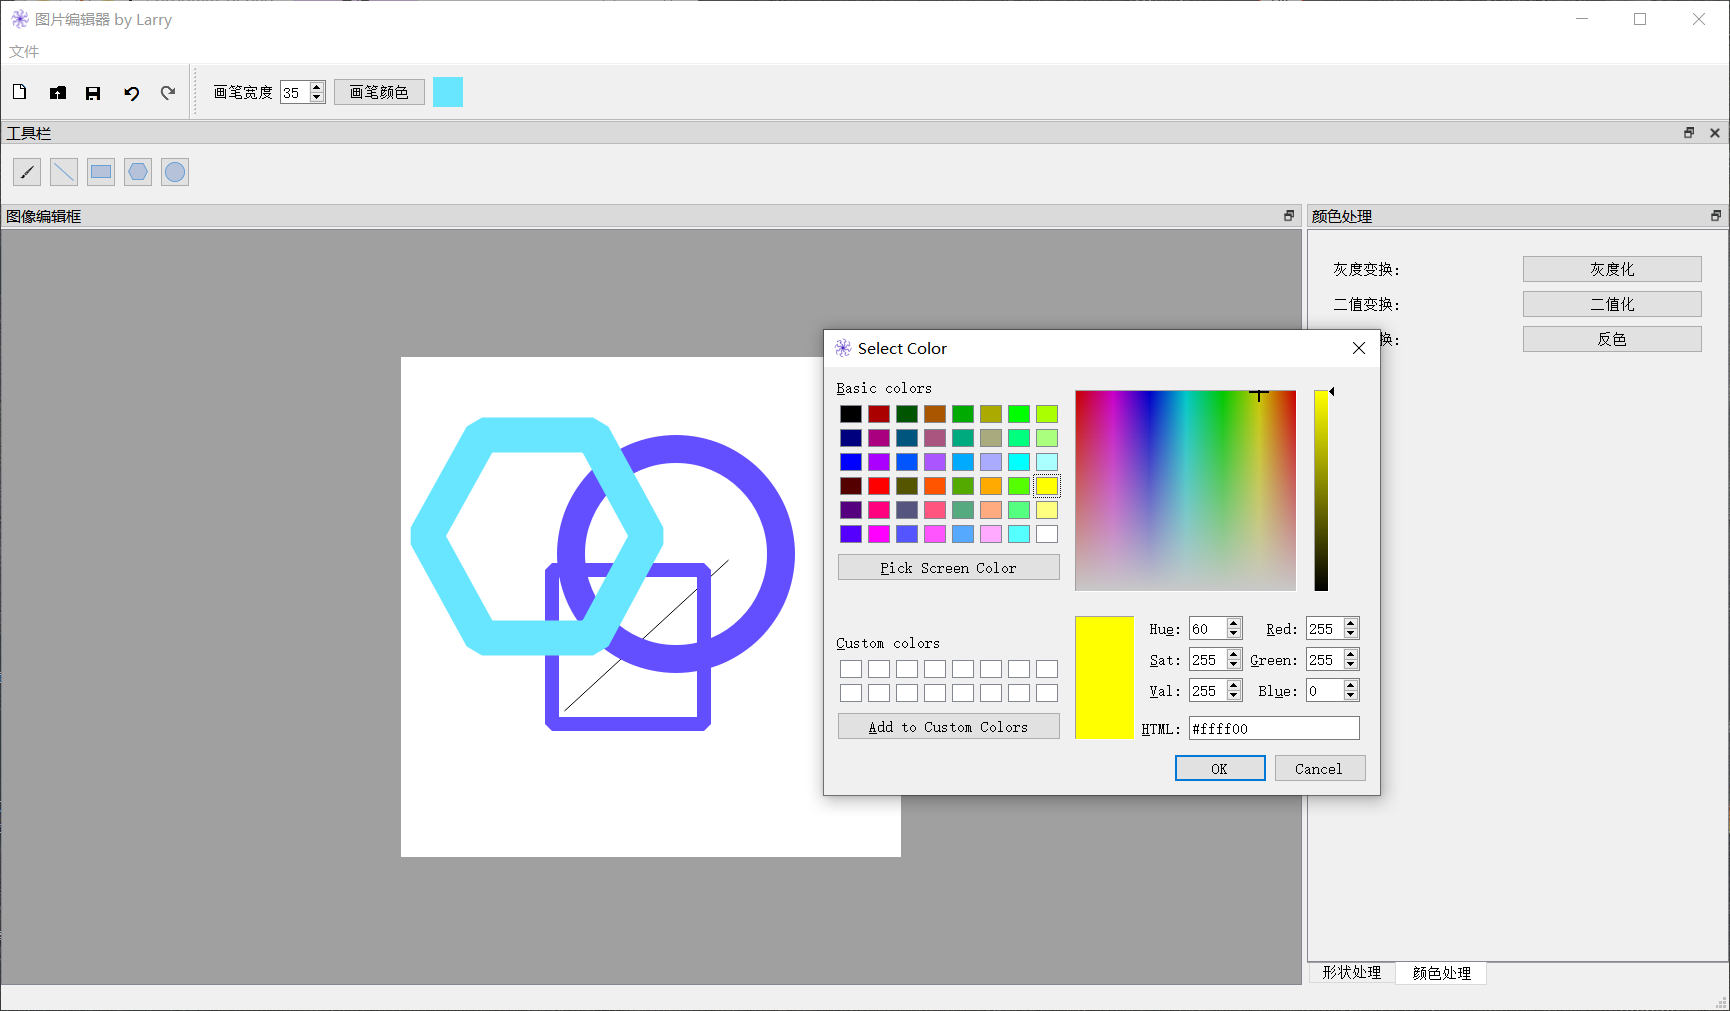 图片编辑器 by Larry
文件
画笔宽度 35 画笔颜色
工具栏
图像编辑框
颜色处理
灰度变换: 灰度化
二值变换: 二值化
换: 反色
Select Color
Basic colors
Pick Screen Color
Custom colors
Add to Custom Colors
Hue: 60 Red: 255
Sat: 255 Green: 255
Val: 255 Blue: 0
HTML: #ffff00
OK Cancel
形状处理 颜色处理